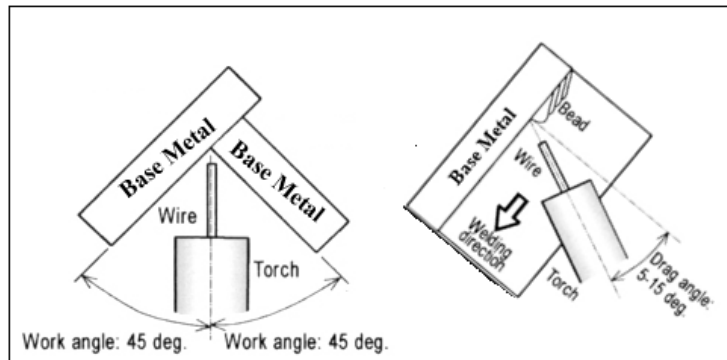 Base Metal
Base Metal
Wire
Torch
Work angle: 45 deg.
Work angle: 45 deg.
Base Metal
Bead
Wire
Welding
direction
Torch
Drag angle:
5-15 deg.